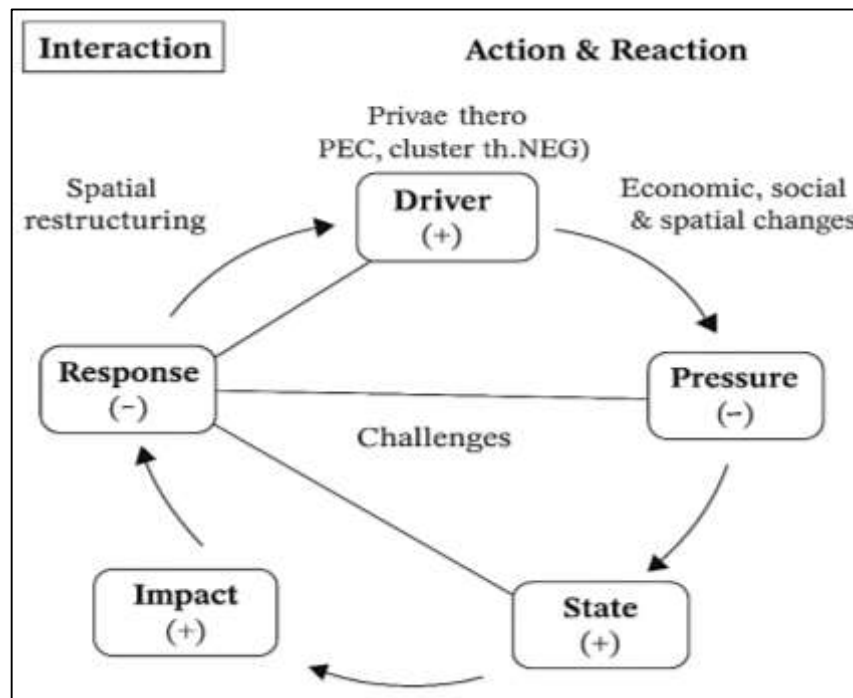 Interaction
Action & Reaction
Privae thero
PEC, cluster th.NEG)
Spatial
restructuring
Driver
(+)
Economic, social
& spatial changes
Response
(−)
Pressure
(−)
Challenges
Impact
(+)
State
(+)